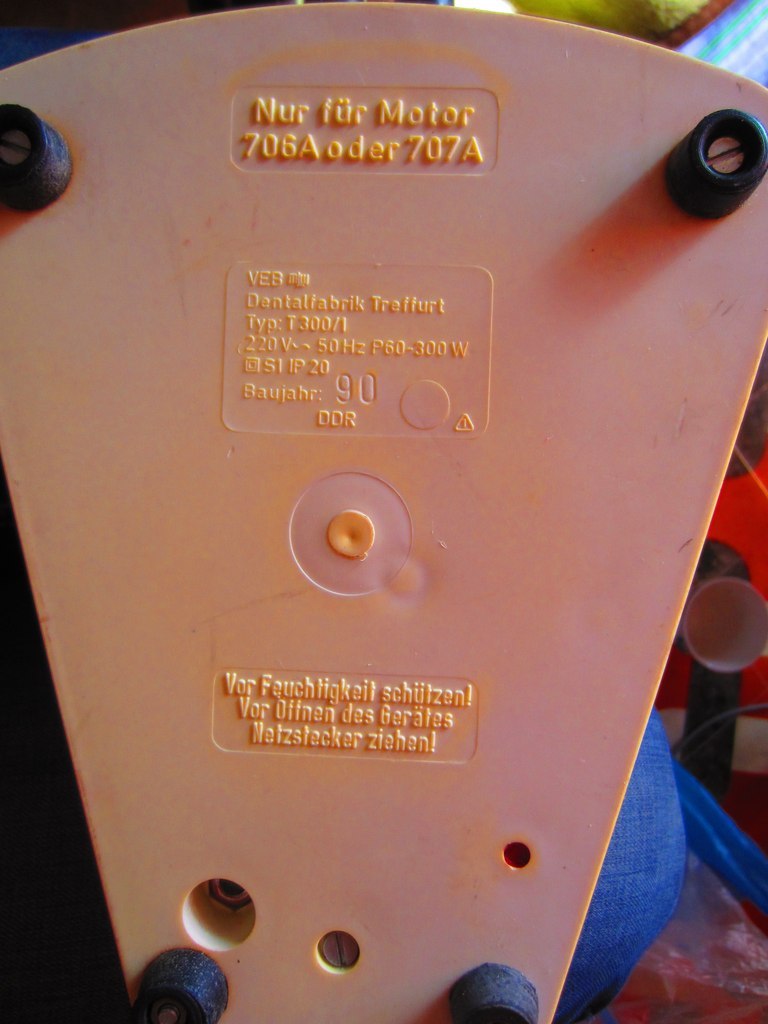 Nur für Motor
706A oder 707A
VEB
Dentalfabrik Treffurt
Typ: T300/1
220 V~ 50 Hz P60-300 W
S1 IP 20
Baujahr: 90
DDR
Vor Feuchtigkeit schützen!
Vor Öffnen des Gerätes
Netzstecker ziehen!